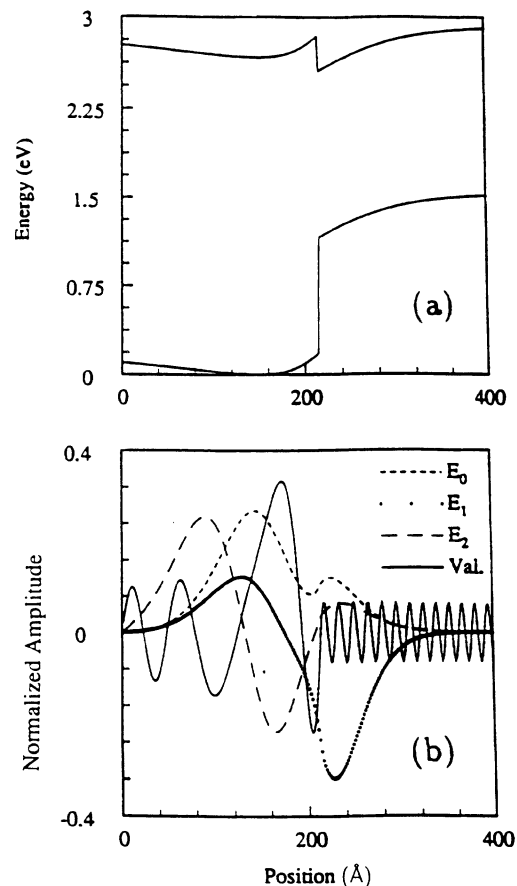 3
2.25
1.5
0.75
0
Energy (eV)
(a)
0
200
400
0.4
0
-0.4
Normalized Amplitude
E₀
E₁
E₂
Val.
(b)
0
200
400
Position (Å)